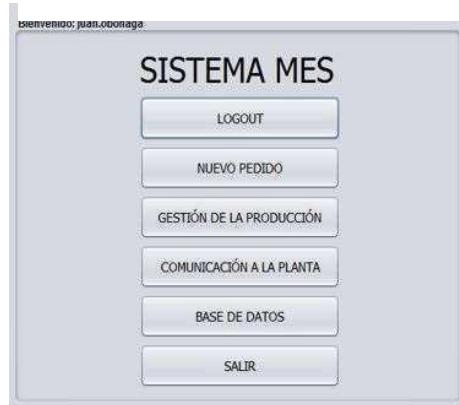 Bienvenido: juan.obonaga
SISTEMA MES
LOGOUT
NUEVO PEDIDO
GESTIÓN DE LA PRODUCCIÓN
COMUNICACIÓN A LA PLANTA
BASE DE DATOS
SALIR